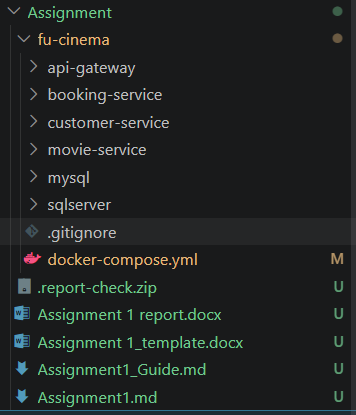 Assignment
fu-cinema
api-gateway
booking-service
customer-service
movie-service
mysql
sqlserver
.gitignore
docker-compose.yml M
.report-check.zip U
Assignment 1 report.docx U
Assignment 1_template.docx U
Assignment1_Guide.md U
Assignment1.md U